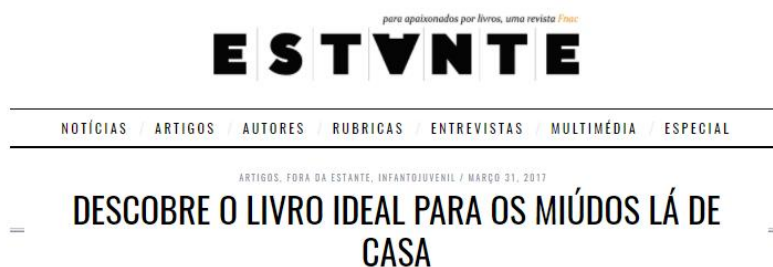 para apaixonados por livros, uma revista Fnac
ESTANTE
NOTÍCIAS / ARTIGOS / AUTORES / RUBRICAS / ENTREVISTAS / MULTIMÉDIA / ESPECIAL
ARTIGOS, FORA DA ESTANTE, INFANTOJUVENIL / MARÇO 31, 2017
DESCOBRE O LIVRO IDEAL PARA OS MIÚDOS LÁ DE
CASA